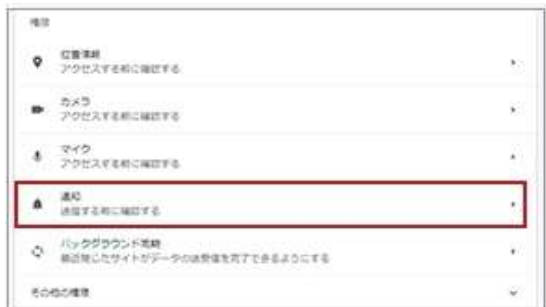 権限
位置情報
アクセスする前に確認する
カメラ
アクセスする前に確認する
マイク
アクセスする前に確認する
通知
送信する前に確認する
バックグラウンド同期
最近閉じたサイトがデータの送受信を完了できるようにする
その他の権限